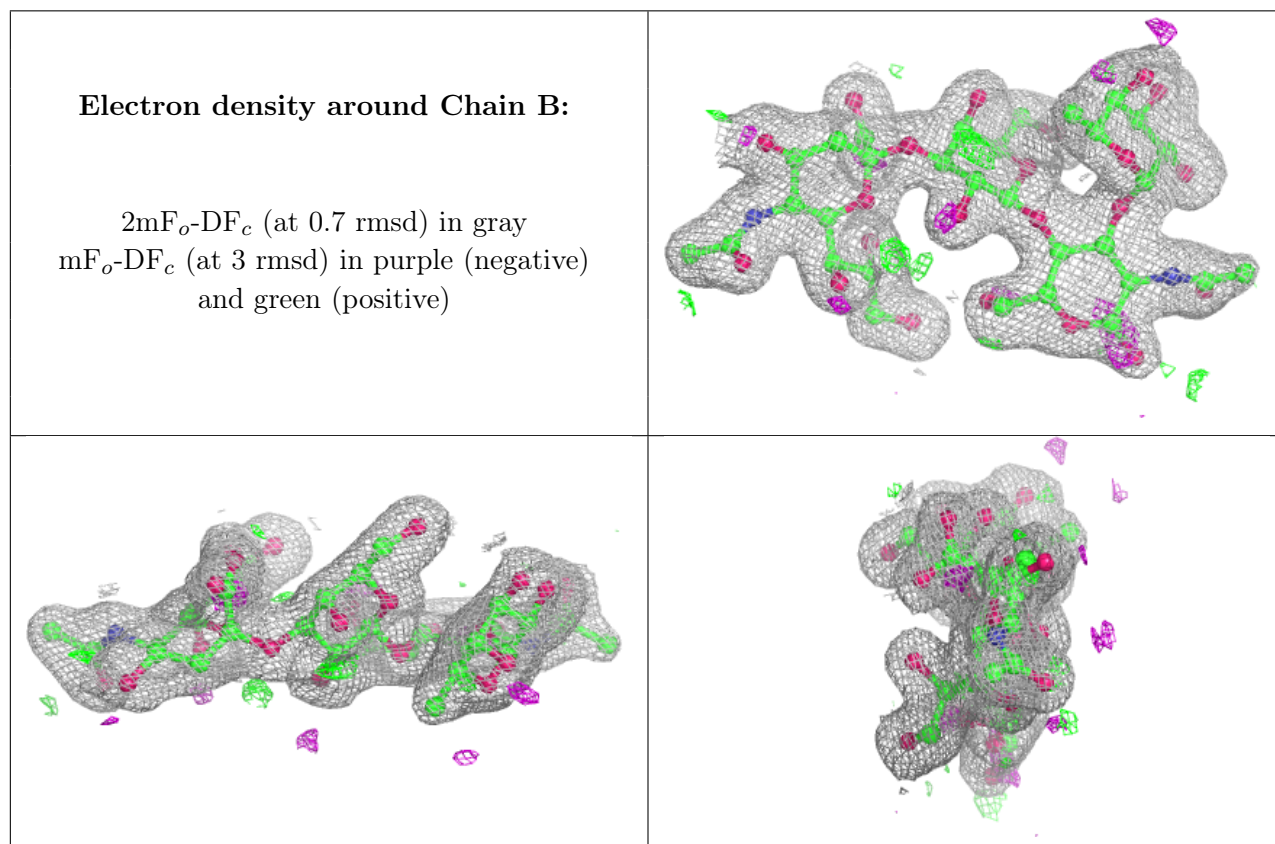 Electron density around Chain B:
2mFₒ-DF𝒸 (at 0.7 rmsd) in gray
mFₒ-DF𝒸 (at 3 rmsd) in purple (negative)
and green (positive)